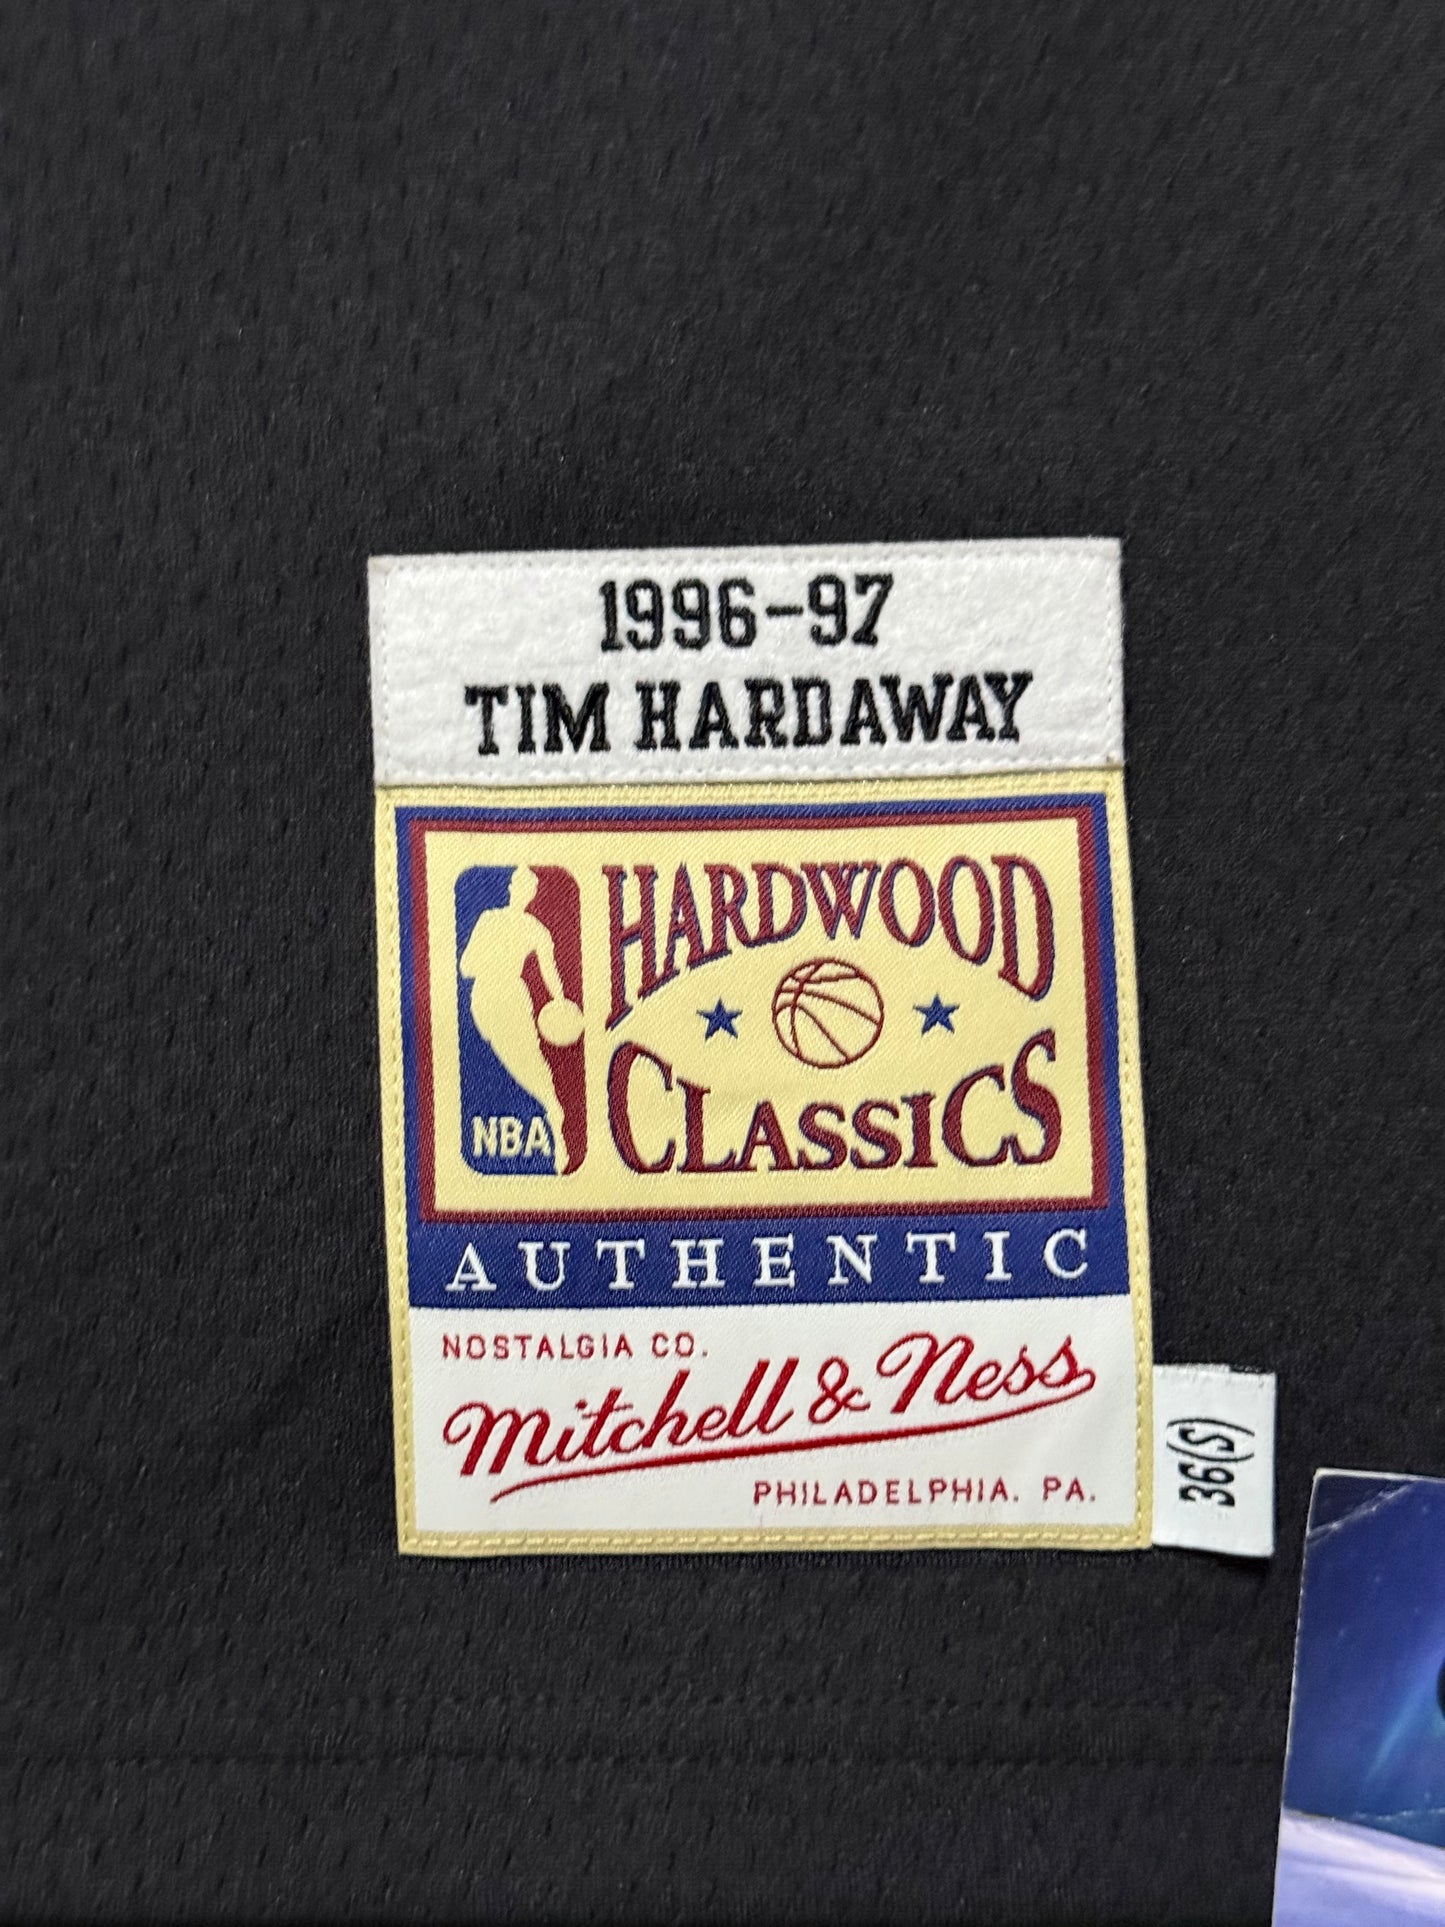 1996-97
TIM HARDAWAY
HARDWOOD
CLASSICS
NBA
AUTHENTIC
NOSTALGIA CO.
Mitchell & Ness
PHILADELPHIA. PA.
36(S)